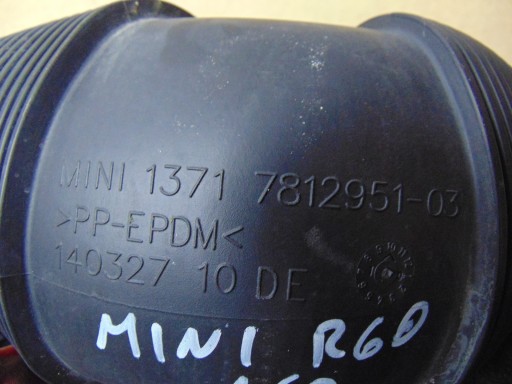 MINI 1371 7812951-03
>PP-EPDM<
140327 10 DE
MINI R60